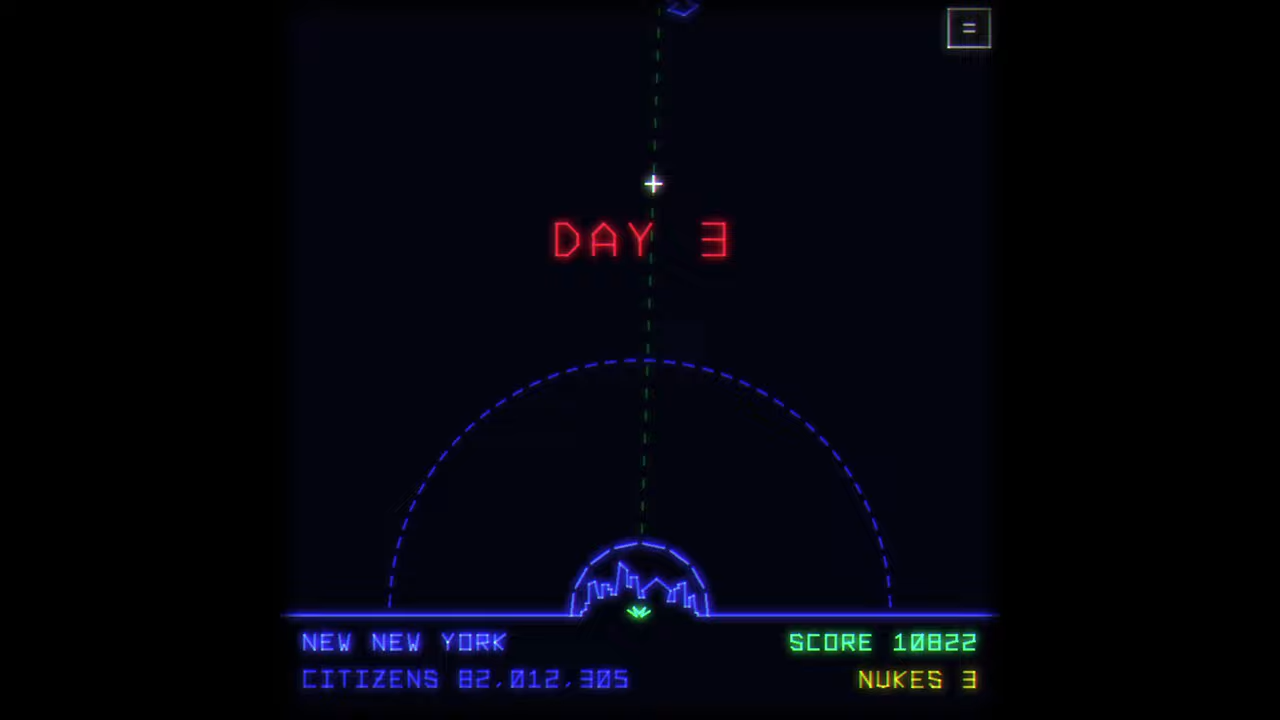 =
DAY 3
NEW NEW YORK
SCORE 10822
CITIZENS 82,012,305
NUKES 3